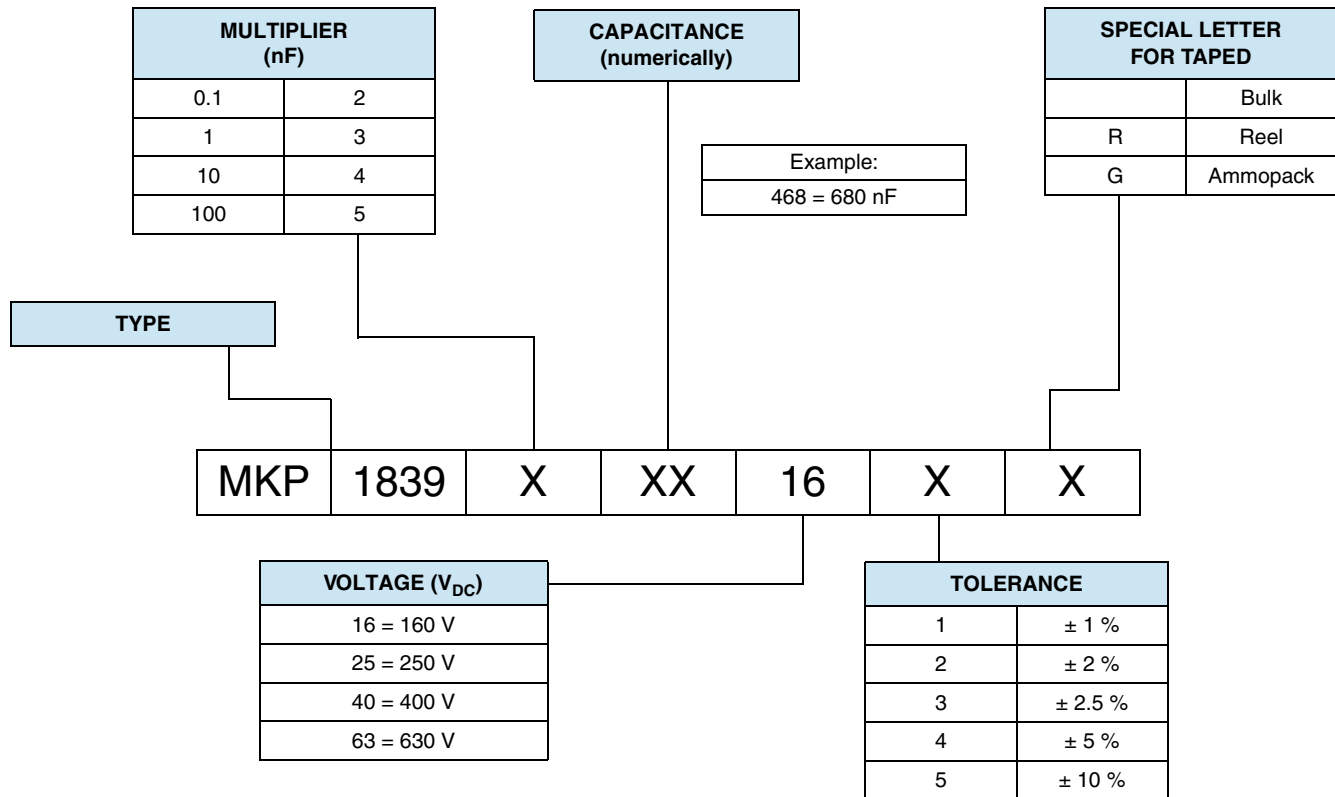 MULTIPLIER
(nF)
0.1 2
1 3
10 4
100 5
CAPACITANCE
(numerically)
SPECIAL LETTER
FOR TAPED
Bulk
R Reel
G Ammopack
Example:
468 = 680 nF
TYPE
MKP 1839 X XX 16 X X
VOLTAGE (VDC)
16 = 160 V
25 = 250 V
40 = 400 V
63 = 630 V
TOLERANCE
1 ± 1 %
2 ± 2 %
3 ± 2.5 %
4 ± 5 %
5 ± 10 %